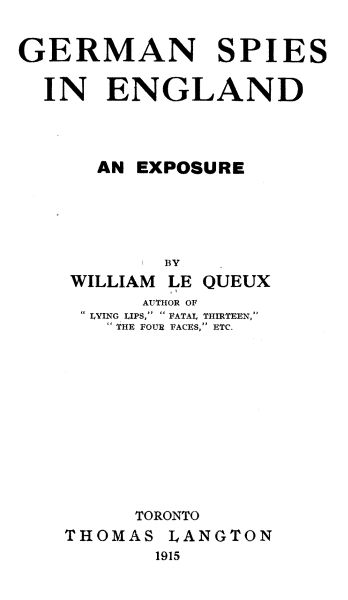 GERMAN SPIES
IN ENGLAND
AN EXPOSURE
BY
WILLIAM LE QUEUX
AUTHOR OF
" LYING LIPS," " FATAL THIRTEEN,"
" THE FOUR FACES," ETC.
TORONTO
THOMAS LANGTON
1915